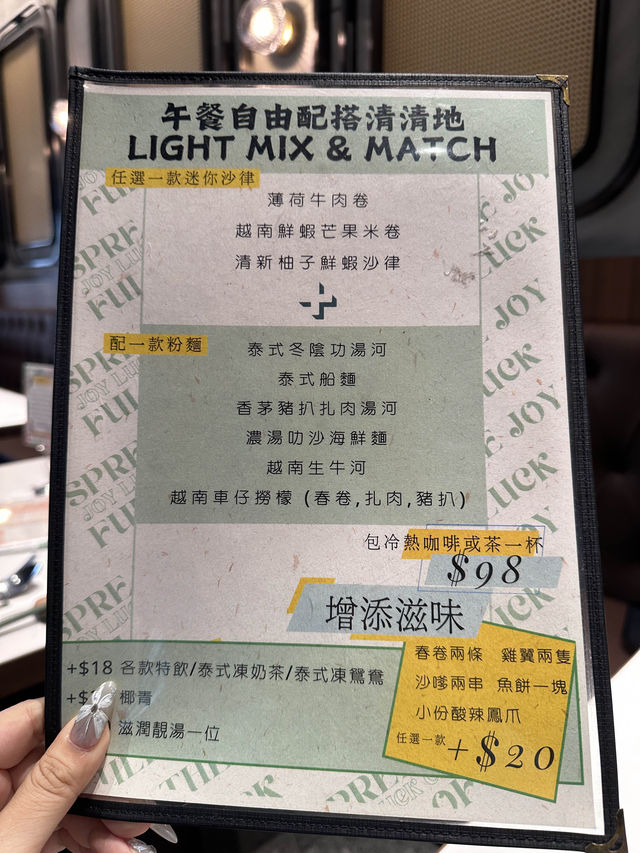 午餐自由配搭清清地
LIGHT MIX & MATCH
任選一款迷你沙律
薄荷牛肉卷
越南鮮蝦芒果米卷
清新柚子鮮蝦沙律
+
配一款粉麵
泰式冬陰功湯河
泰式船麵
香茅豬扒扎肉湯河
濃湯叻沙海鮮麵
越南生牛河
越南車仔撈檬 (春卷,扎肉,豬扒)
包冷熱咖啡或茶一杯
$98
增添滋味
+$18 各款特飲/泰式凍奶茶/泰式凍鴛鴦
椰青
滋潤靚湯一位
春卷兩條 雞翼兩隻
沙嗲兩串 魚餅一塊
小份酸辣鳳爪
任選一款 +$20